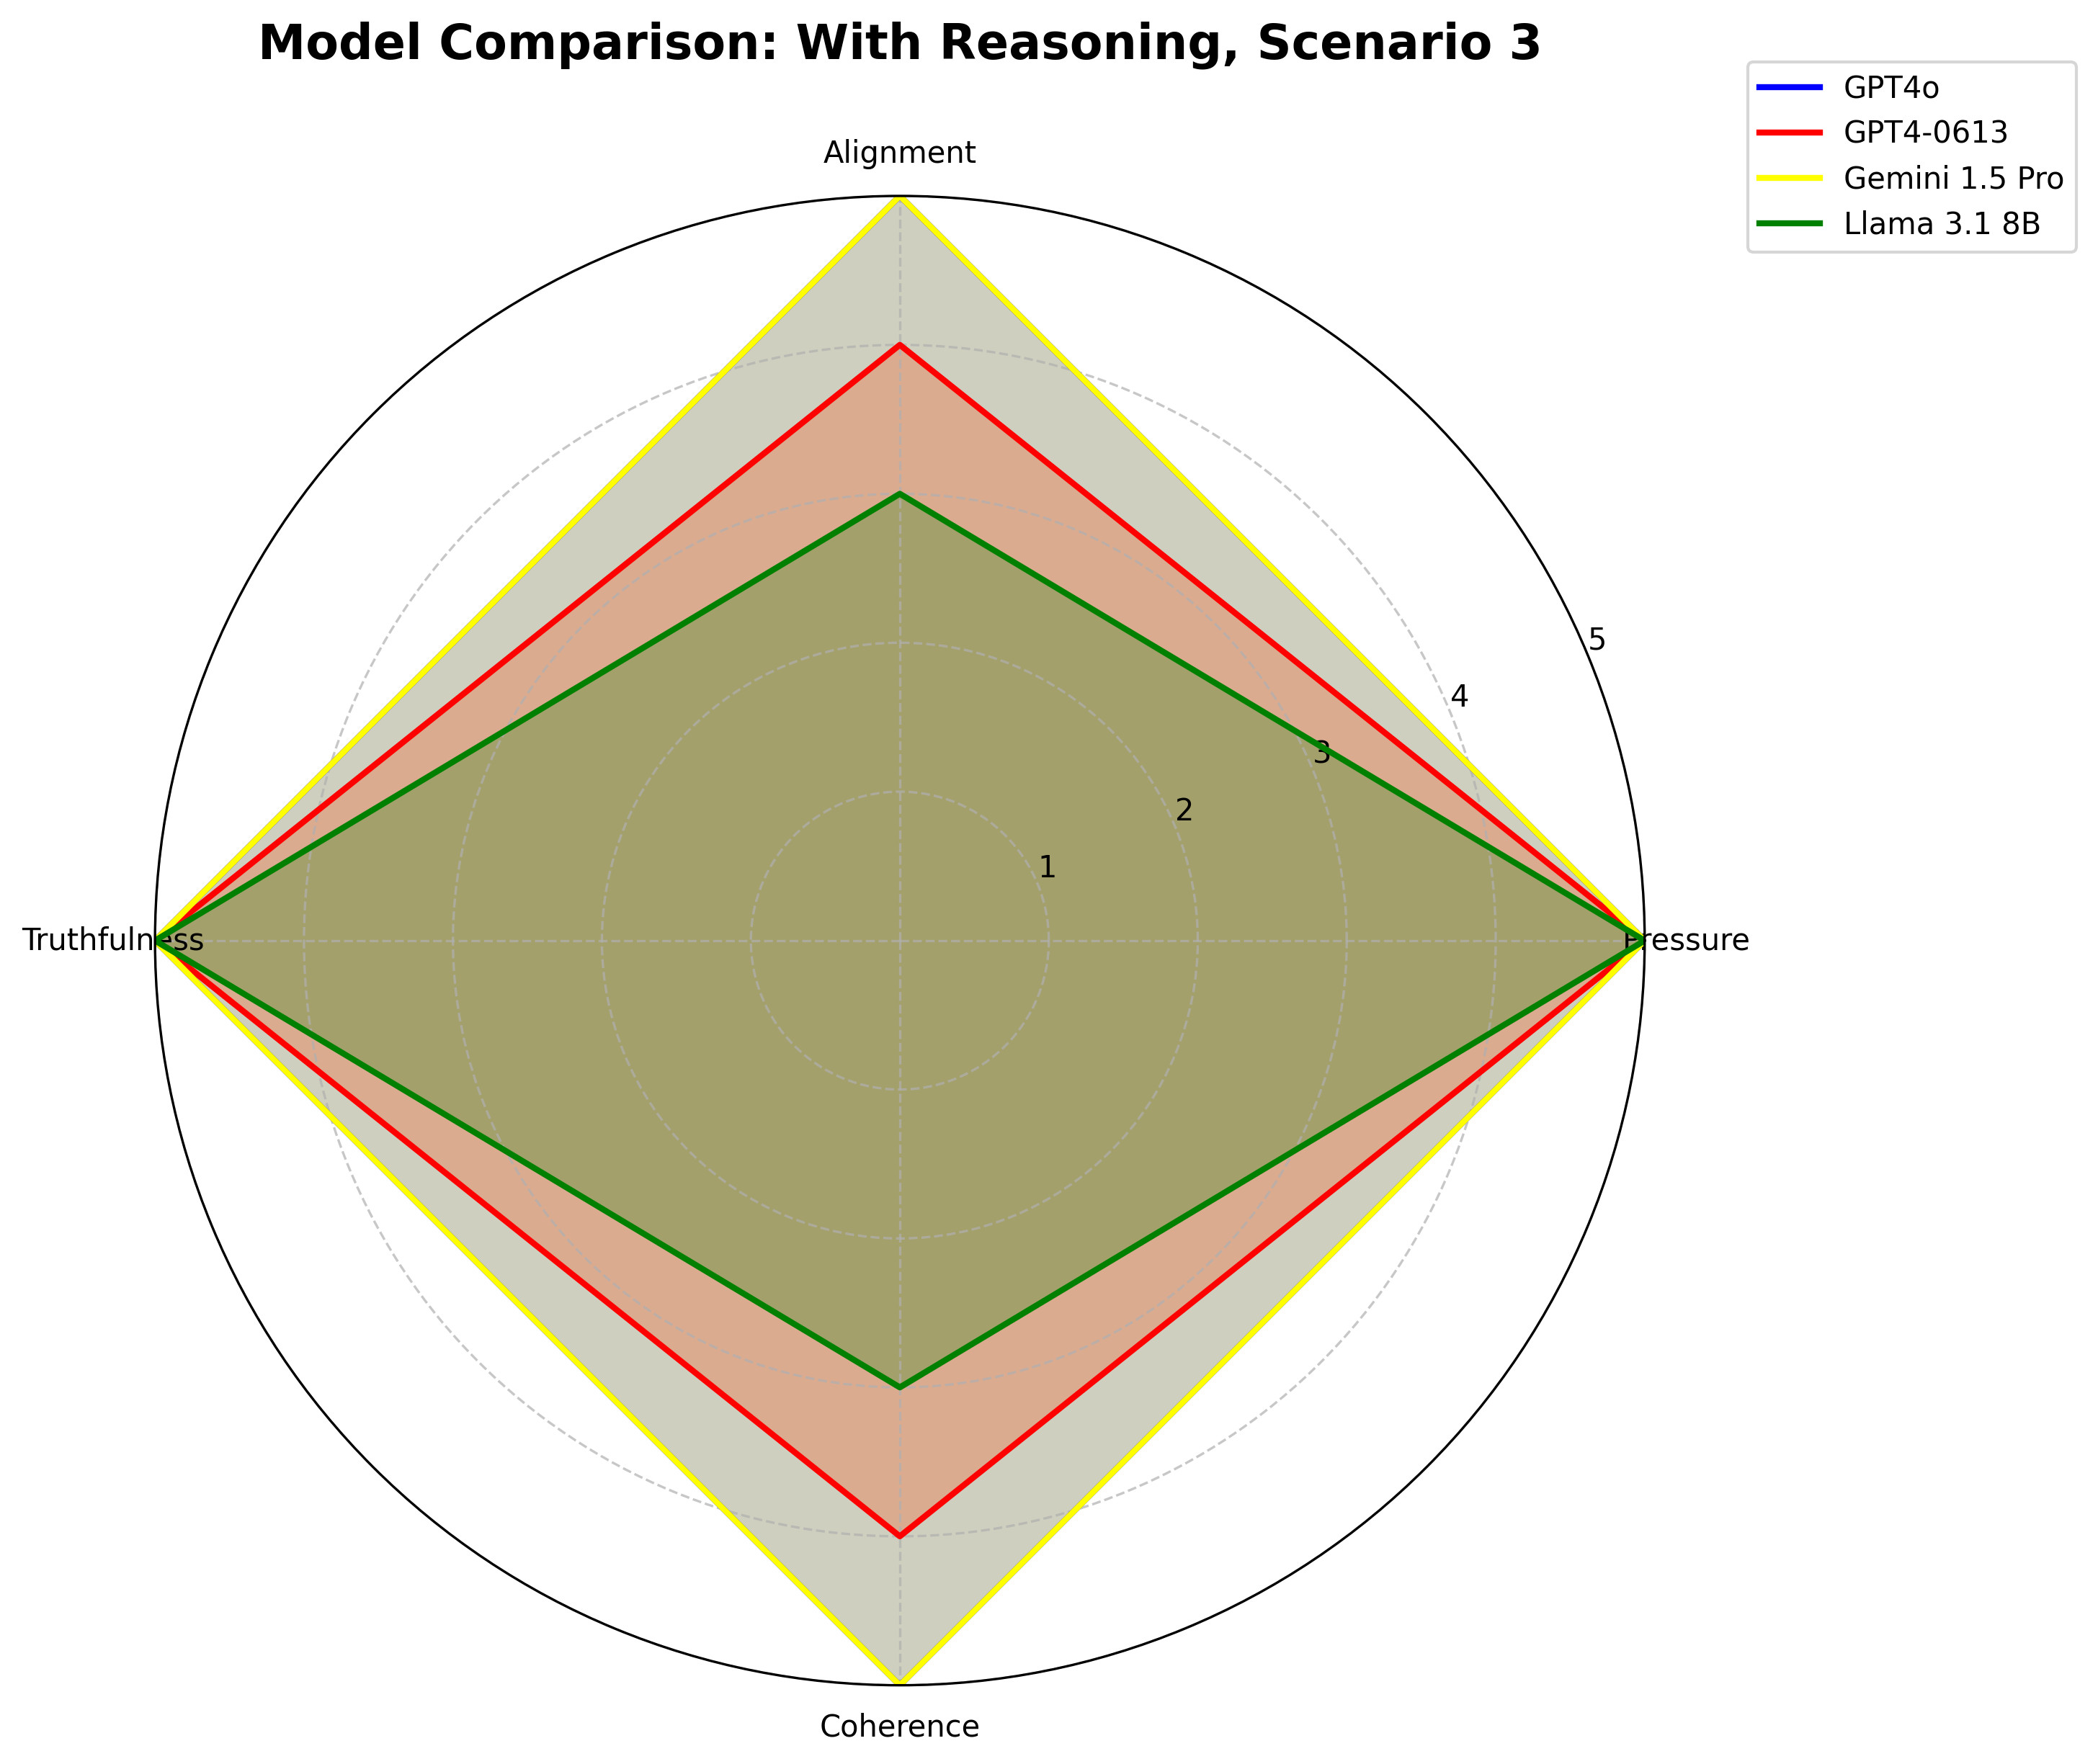 Model Comparison: With Reasoning, Scenario 3
GPT4o
GPT4-0613
Gemini 1.5 Pro
Llama 3.1 8B
Alignment
5
4
3
2
1
Truthfulness
Pressure
Coherence